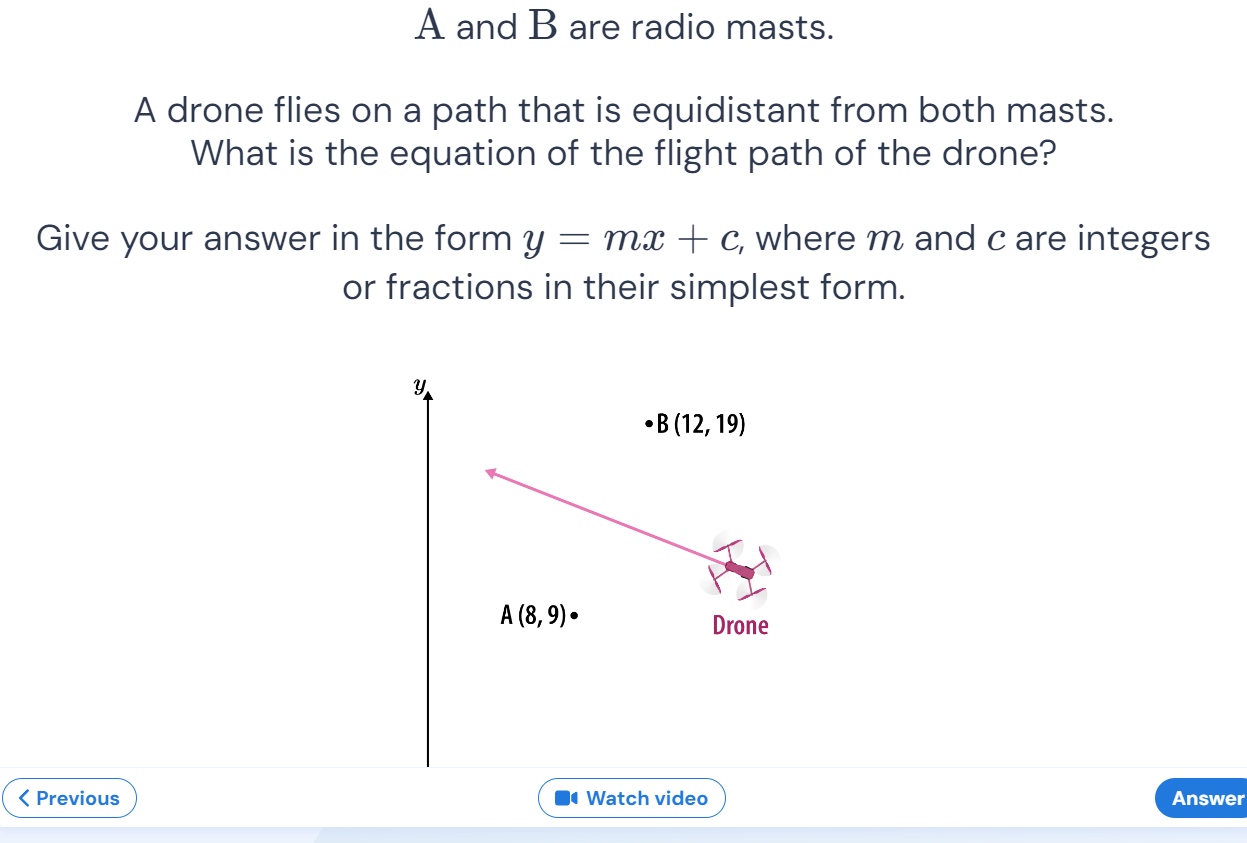 A and B are radio masts.
A drone flies on a path that is equidistant from both masts.
What is the equation of the flight path of the drone?
Give your answer in the form y = mx + c, where m and c are integers
or fractions in their simplest form.
y
B (12, 19)
A (8, 9)
Drone
Previous
Watch video
Answer